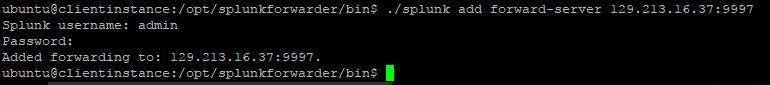 ubuntu@clientinstance:/opt/splunkforwarder/bin$ ./splunk add forward-server 129.213.16.37:9997
Splunk username: admin
Password:
Added forwarding to: 129.213.16.37:9997.
ubuntu@clientinstance:/opt/splunkforwarder/bin$